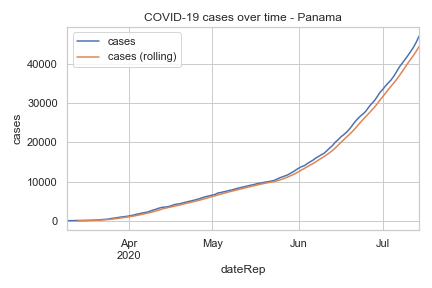 COVID-19 cases over time - Panama
cases
cases (rolling)
40000
30000
20000
10000
0
cases
Apr
2020
May
Jun
Jul
dateRep